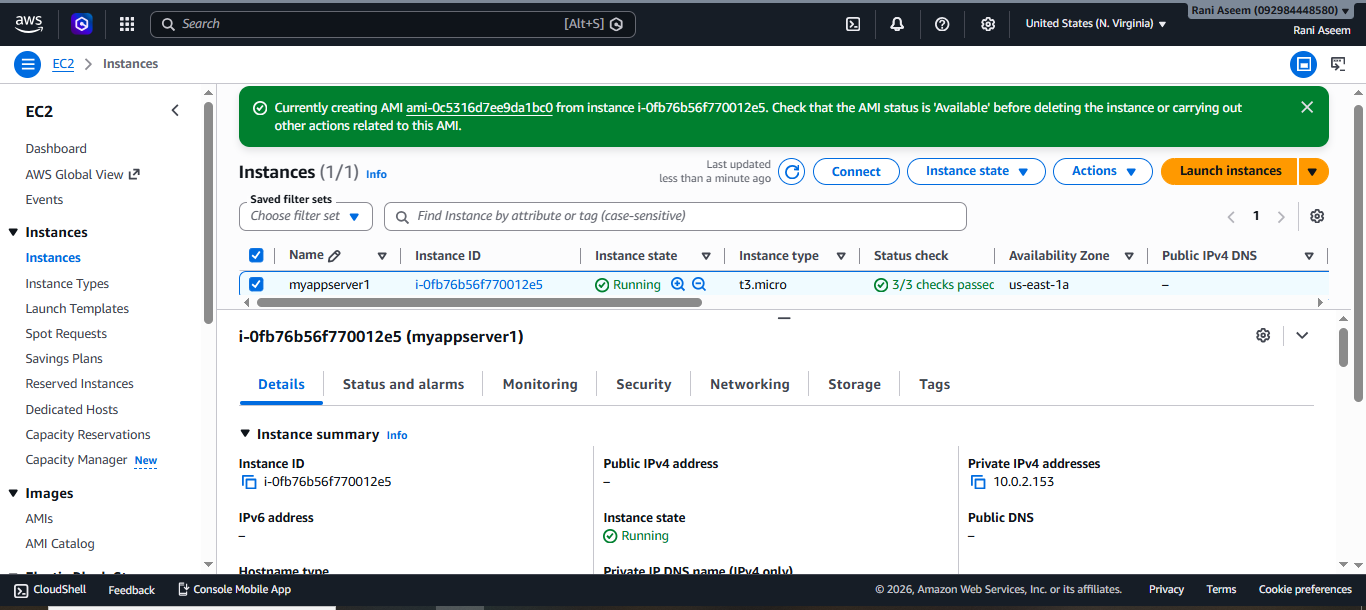 aws
Search
[Alt+S]
United States (N. Virginia)
Rani Aseem (092984448580)
Rani Aseem
EC2
Instances
EC2
Dashboard
AWS Global View
Events
Instances
Instances
Instance Types
Launch Templates
Spot Requests
Savings Plans
Reserved Instances
Dedicated Hosts
Capacity Reservations
Capacity Manager New
Images
AMIs
AMI Catalog
Currently creating AMI ami-0c5316d7ee9da1bc0 from instance i-0fb76b56f770012e5. Check that the AMI status is 'Available' before deleting the instance or carrying out
other actions related to this AMI.
Instances (1/1) Info
Last updated
less than a minute ago
Connect
Instance state
Actions
Launch instances
Saved filter sets
Choose filter set
Find Instance by attribute or tag (case-sensitive)
1
Name Instance ID Instance state Instance type Status check Availability Zone Public IPv4 DNS
myappserver1 i-0fb76b56f770012e5 Running t3.micro 3/3 checks passec us-east-1a –
i-0fb76b56f770012e5 (myappserver1)
Details Status and alarms Monitoring Security Networking Storage Tags
Instance summary Info
Instance ID
i-0fb76b56f770012e5
Public IPv4 address
–
Private IPv4 addresses
10.0.2.153
IPv6 address
–
Instance state
Running
Public DNS
–
Hostname type
Private IP DNS name (IPv4 only)
CloudShell Feedback Console Mobile App
© 2026, Amazon Web Services, Inc. or its affiliates. Privacy Terms Cookie preferences